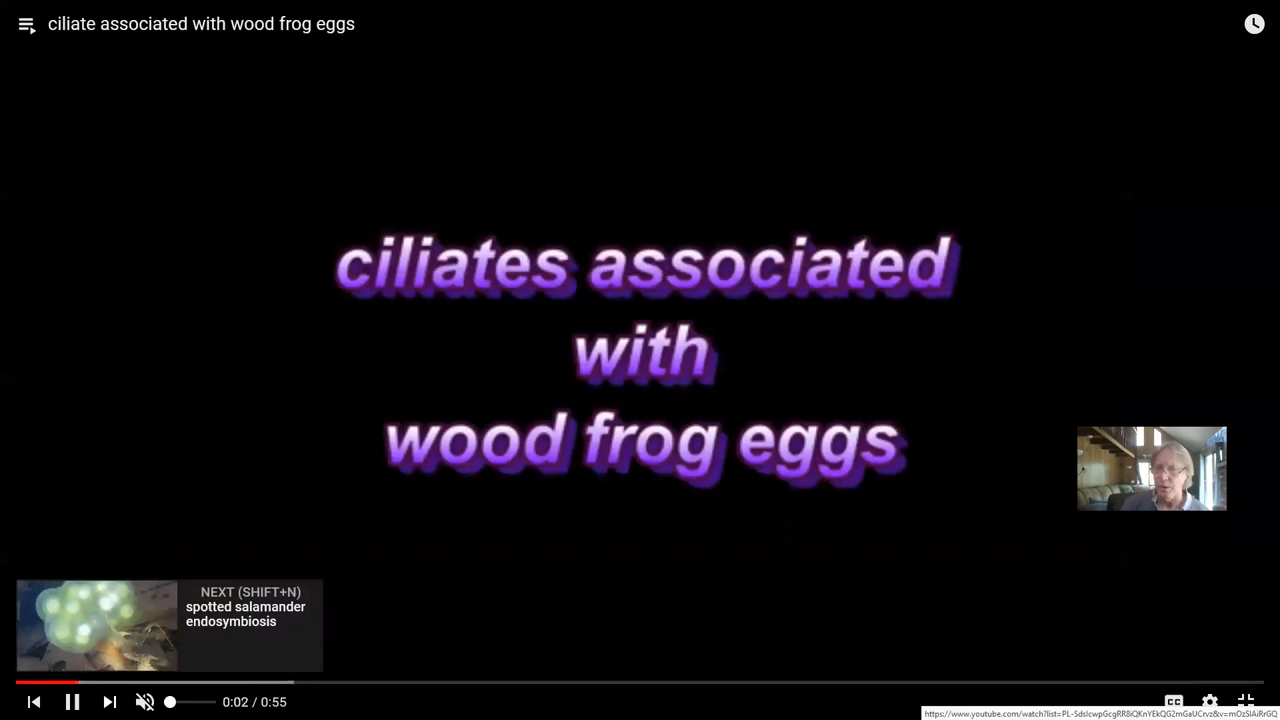 ciliate associated with wood frog eggs
ciliates associated
with
wood frog eggs
NEXT (SHIFT+N)
spotted salamander
endosymbiosis
0:02 / 0:55
CC